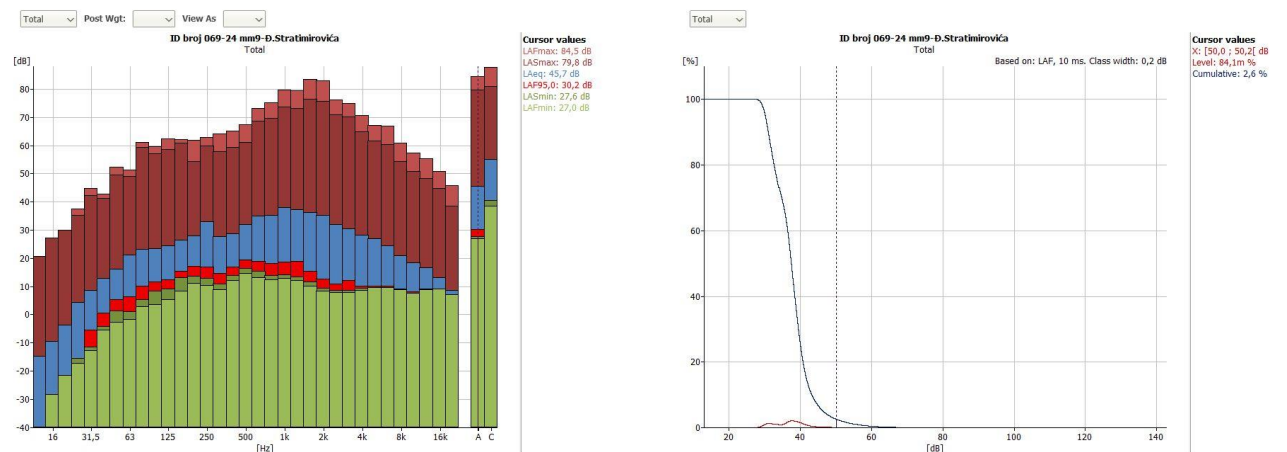 Total Post Wgt: View As
ID broj 069-24 mm9-Đ.Stratimirovića
Total
[dB]
80
70
60
50
40
30
20
10
0
-10
-20
-30
-40
16 31,5 63 125 250 500 1k 2k 4k 8k 16k A C
[Hz]
Cursor values
LAFmax: 84,5 dB
LASmax: 79,8 dB
LAeq: 45,7 dB
LAF95,0: 30,2 dB
LASmin: 27,6 dB
LAFmin: 27,0 dB
Total
ID broj 069-24 mm9-Đ.Stratimirovića
Total
[%] Based on: LAF, 10 ms. Class width: 0,2 dB
100
80
60
40
20
0
20 40 60 80 100 120 140
[dB]
Cursor values
X: [50,0 ; 50,2[ dB
Level: 84,1m %
Cumulative: 2,6 %